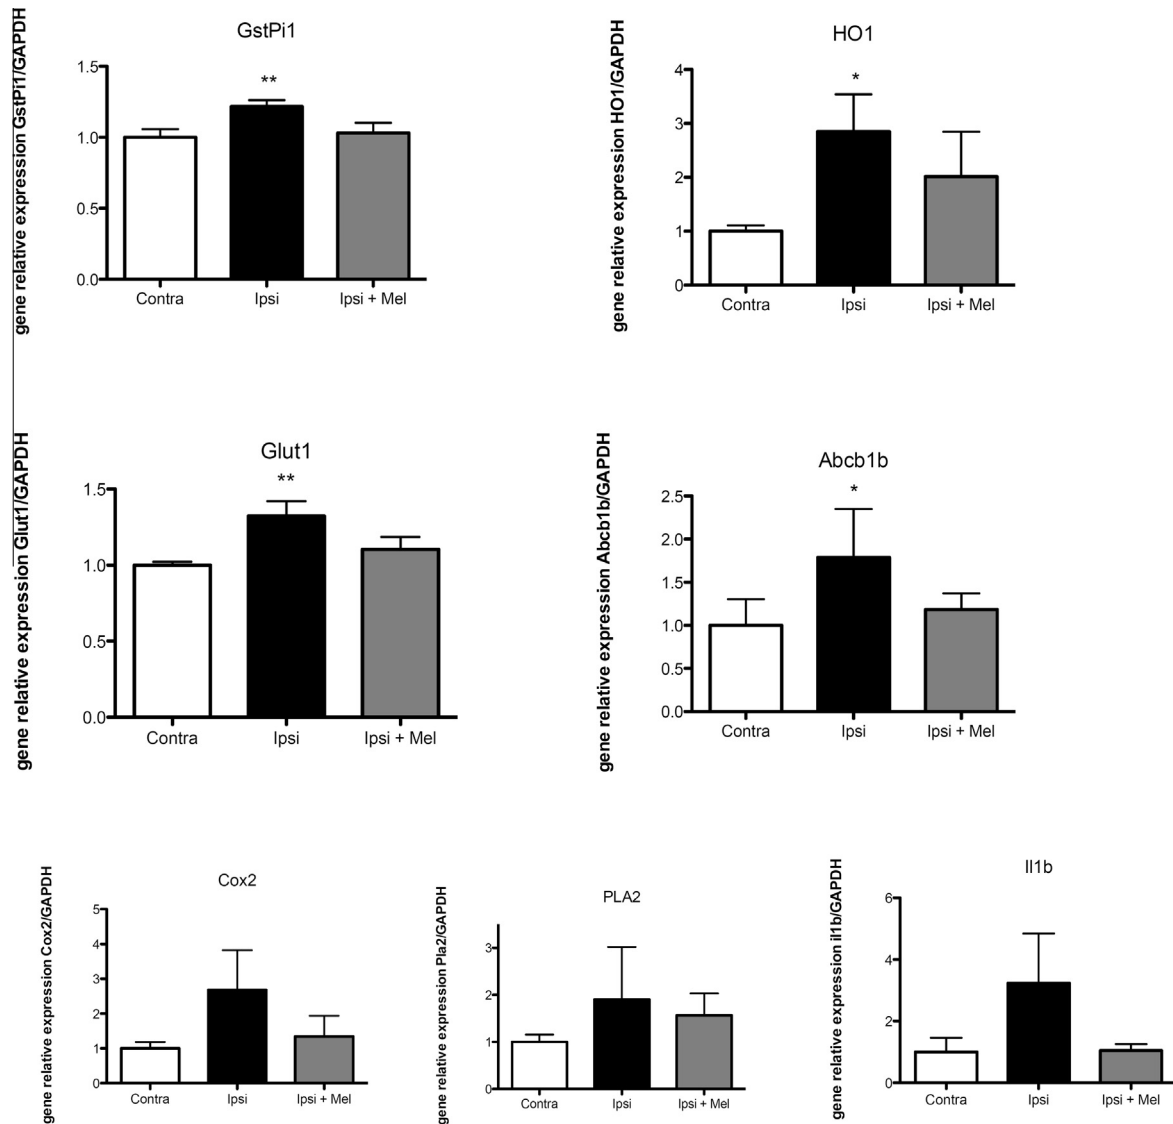 GstPi1
gene relative expression GstPi1/GAPDH
1.5
**
1.0
0.5
0.0
Contra Ipsi Ipsi + Mel
HO1
gene relative expression HO1/GAPDH
4
*
3
2
1
0
Contra Ipsi Ipsi + Mel
Glut1
gene relative expression Glut1/GAPDH
**
1.5
1.0
0.5
0.0
Contra Ipsi Ipsi + Mel
Abcb1b
gene relative expression Abcb1b/GAPDH
*
2.5
2.0
1.5
1.0
0.5
0.0
Contra Ipsi Ipsi + Mel
Cox2
gene relative expression Cox2/GAPDH
5
4
3
2
1
0
Contra Ipsi Ipsi + Mel
PLA2
gene relative expression Pla2/GAPDH
3
2
1
0
Contra Ipsi Ipsi + Mel
Il1b
gene relative expression il1b/GAPDH
6
4
2
0
Contra Ipsi Ipsi + Mel